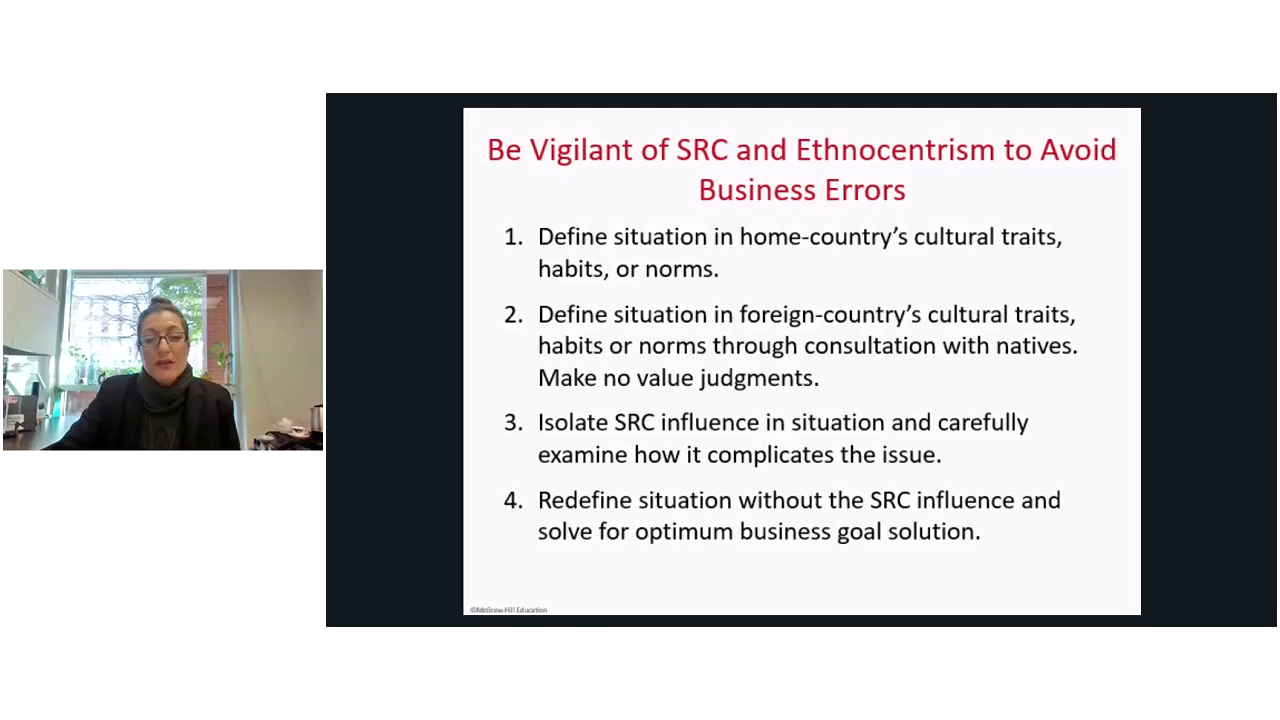 Be Vigilant of SRC and Ethnocentrism to Avoid
Business Errors
1. Define situation in home-country’s cultural traits,
habits, or norms.
2. Define situation in foreign-country’s cultural traits,
habits or norms through consultation with natives.
Make no value judgments.
3. Isolate SRC influence in situation and carefully
examine how it complicates the issue.
4. Redefine situation without the SRC influence and
solve for optimum business goal solution.
©McGraw-Hill Education